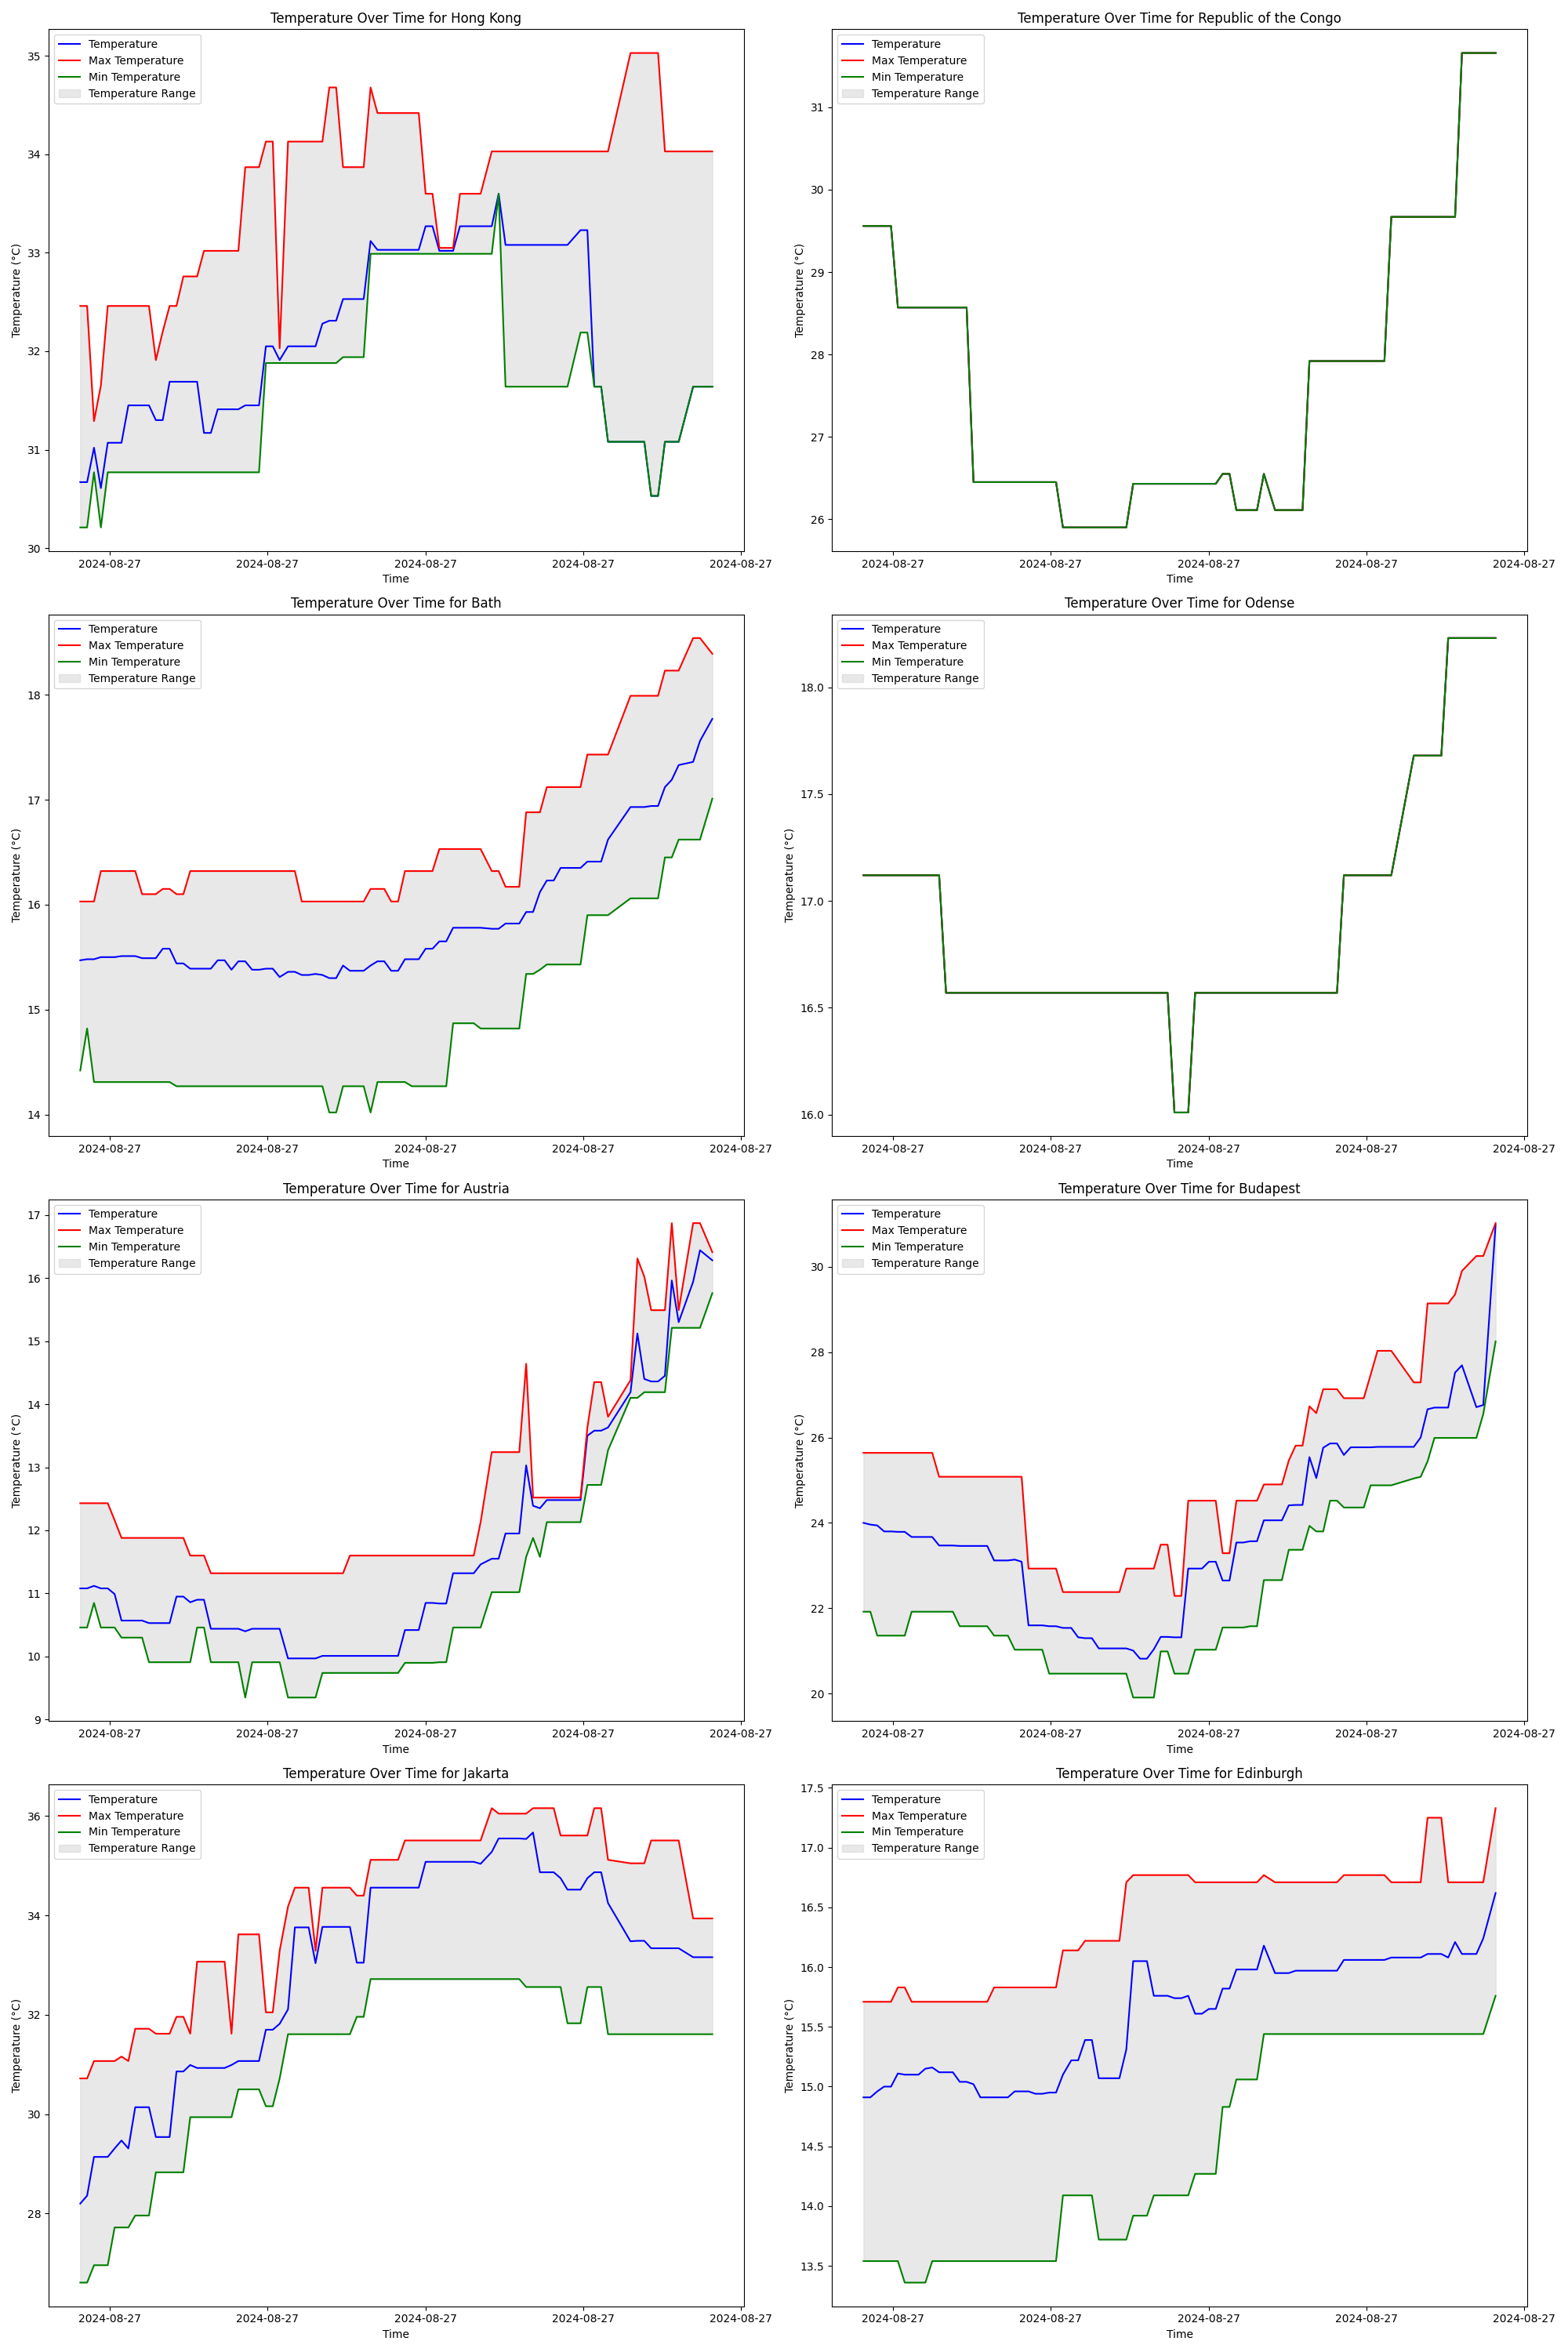 Temperature Over Time for Hong Kong
Temperature
Max Temperature
Min Temperature
Temperature Range
Temperature (°C)
35
34
33
32
31
30
2024-08-27 2024-08-27 2024-08-27 2024-08-27 2024-08-27
Time
Temperature Over Time for Republic of the Congo
Temperature
Max Temperature
Min Temperature
Temperature Range
Temperature (°C)
31
30
29
28
27
26
2024-08-27 2024-08-27 2024-08-27 2024-08-27 2024-08-27
Time
Temperature Over Time for Bath
Temperature
Max Temperature
Min Temperature
Temperature Range
Temperature (°C)
18
17
16
15
14
2024-08-27 2024-08-27 2024-08-27 2024-08-27 2024-08-27
Time
Temperature Over Time for Odense
Temperature
Max Temperature
Min Temperature
Temperature Range
Temperature (°C)
18.0
17.5
17.0
16.5
16.0
2024-08-27 2024-08-27 2024-08-27 2024-08-27 2024-08-27
Time
Temperature Over Time for Austria
Temperature
Max Temperature
Min Temperature
Temperature Range
Temperature (°C)
17
16
15
14
13
12
11
10
9
2024-08-27 2024-08-27 2024-08-27 2024-08-27 2024-08-27
Time
Temperature Over Time for Budapest
Temperature
Max Temperature
Min Temperature
Temperature Range
Temperature (°C)
30
28
26
24
22
20
2024-08-27 2024-08-27 2024-08-27 2024-08-27 2024-08-27
Time
Temperature Over Time for Jakarta
Temperature
Max Temperature
Min Temperature
Temperature Range
Temperature (°C)
36
34
32
30
28
2024-08-27 2024-08-27 2024-08-27 2024-08-27 2024-08-27
Time
Temperature Over Time for Edinburgh
Temperature
Max Temperature
Min Temperature
Temperature Range
Temperature (°C)
17.5
17.0
16.5
16.0
15.5
15.0
14.5
14.0
13.5
2024-08-27 2024-08-27 2024-08-27 2024-08-27 2024-08-27
Time